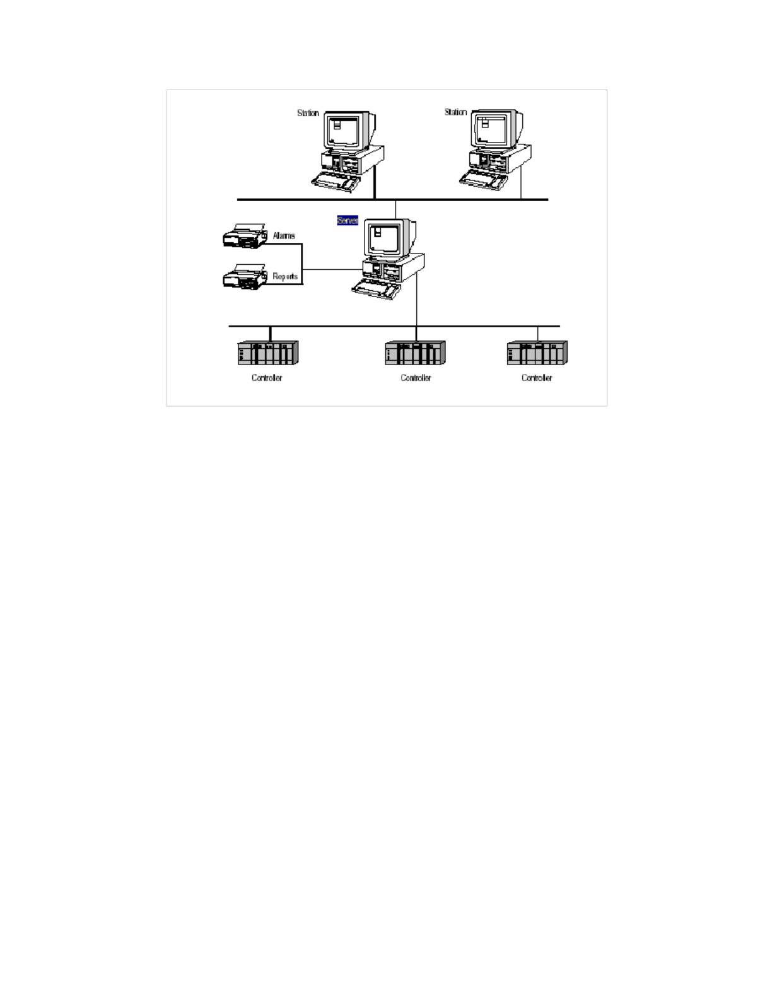 Station
Station
Server
Alarms
Reports
Controller
Controller
Controller